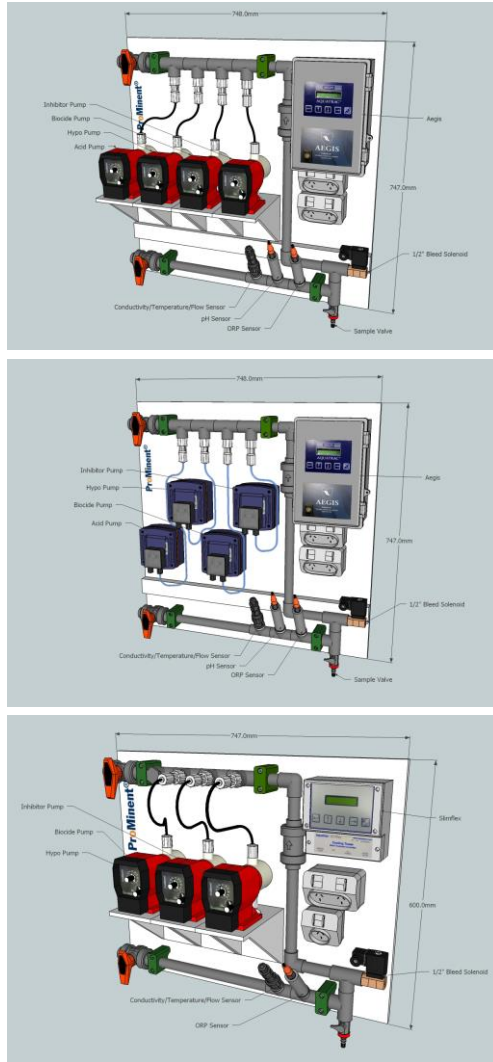 748.0mm
Inhibitor Pump
Biocide Pump
Hypo Pump
Acid Pump
ProMinent®
AQUATRAC
AEGIS
Aegis
747.0mm
1/2" Bleed Solenoid
Conductivity/Temperature/Flow Sensor
pH Sensor
ORP Sensor
Sample Valve
748.0mm
Inhibitor Pump
Hypo Pump
Biocide Pump
Acid Pump
ProMinent®
AQUATRAC
AEGIS
Aegis
747.0mm
1/2" Bleed Solenoid
Conductivity/Temperature/Flow Sensor
pH Sensor
ORP Sensor
Sample Valve
747.0mm
Inhibitor Pump
Biocide Pump
Hypo Pump
ProMinent®
Slimflex
600.0mm
1/2" Bleed Solenoid
Conductivity/Temperature/Flow Sensor
ORP Sensor